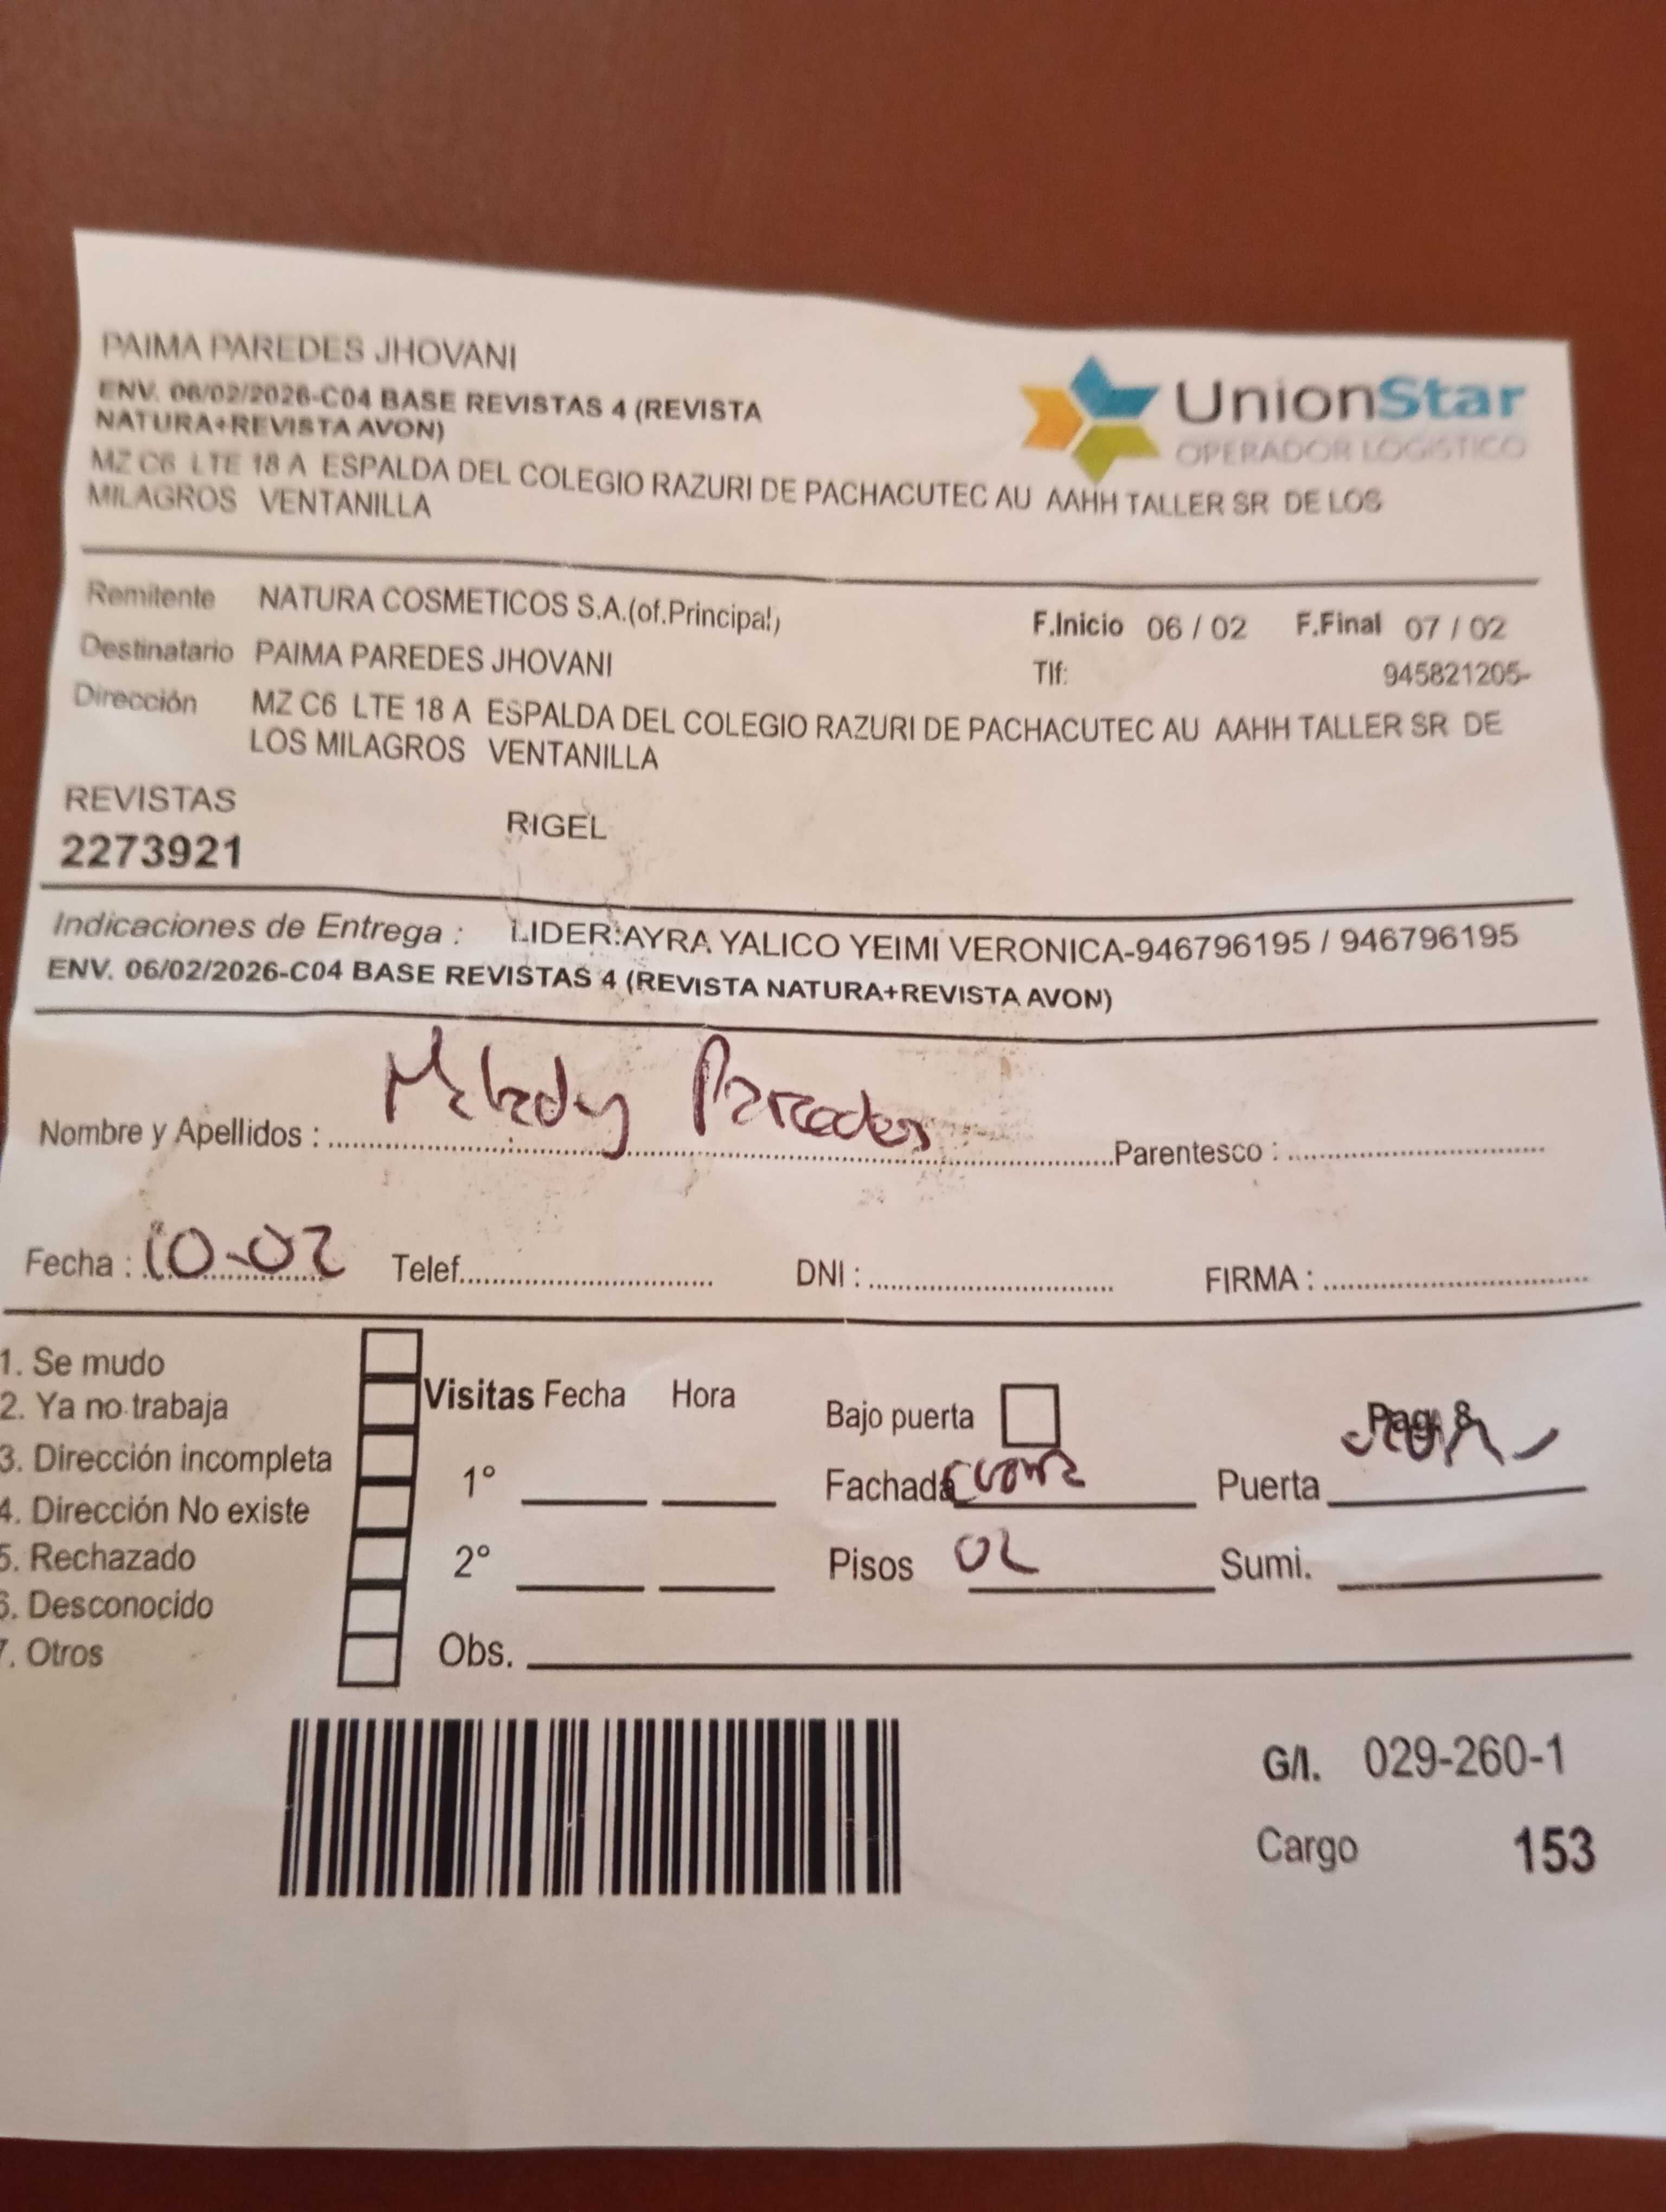 PAIMA PAREDES JHOVANI
ENV. 06/02/2026-C04 BASE REVISTAS 4 (REVISTA
NATURA+REVISTA AVON)
UnionStar
OPERADOR LOGISTICO
MZ C6 LTE 18 A ESPALDA DEL COLEGIO RAZURI DE PACHACUTEC AU AAHH TALLER SR DE LOS
MILAGROS VENTANILLA
Remitente NATURA COSMETICOS S.A.(of.Principal) F.Inicio 06 / 02 F.Final 07 / 02
Destinatario PAIMA PAREDES JHOVANI Tlf: 945821205-
Dirección MZ C6 LTE 18 A ESPALDA DEL COLEGIO RAZURI DE PACHACUTEC AU AAHH TALLER SR DE
LOS MILAGROS VENTANILLA
REVISTAS
RIGEL
2273921
Indicaciones de Entrega : LIDER:AYRA YALICO YEIMI VERONICA-946796195 / 946796195
ENV. 06/02/2026-C04 BASE REVISTAS 4 (REVISTA NATURA+REVISTA AVON)
Nombre y Apellidos : Paredes Parentesco :
Fecha : 10-02 Telef. DNI : FIRMA :
1. Se mudo
2. Ya no trabaja
3. Dirección incompleta
4. Dirección No existe
5. Rechazado
6. Desconocido
7. Otros
Visitas Fecha Hora
1°
2°
Obs.
Bajo puerta Pag. 8
Fachada Puerta
Pisos 02 Sumi.
G/I. 029-260-1
Cargo 153